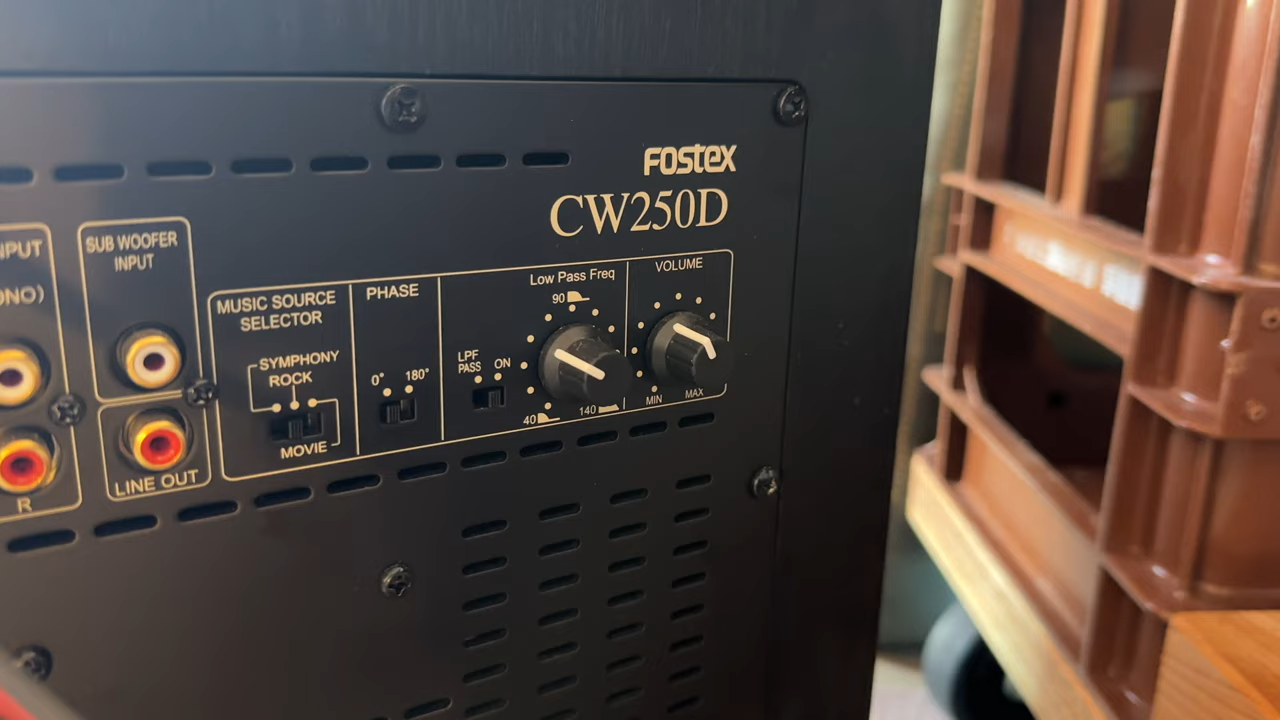 FOSTEX
CW250D
INPUT
SUB WOOFER
INPUT
LINE OUT
R
MUSIC SOURCE
SELECTOR
SYMPHONY
ROCK
MOVIE
PHASE
0° 180°
LPF
PASS ON
Low Pass Freq
90
40
140
VOLUME
MIN MAX